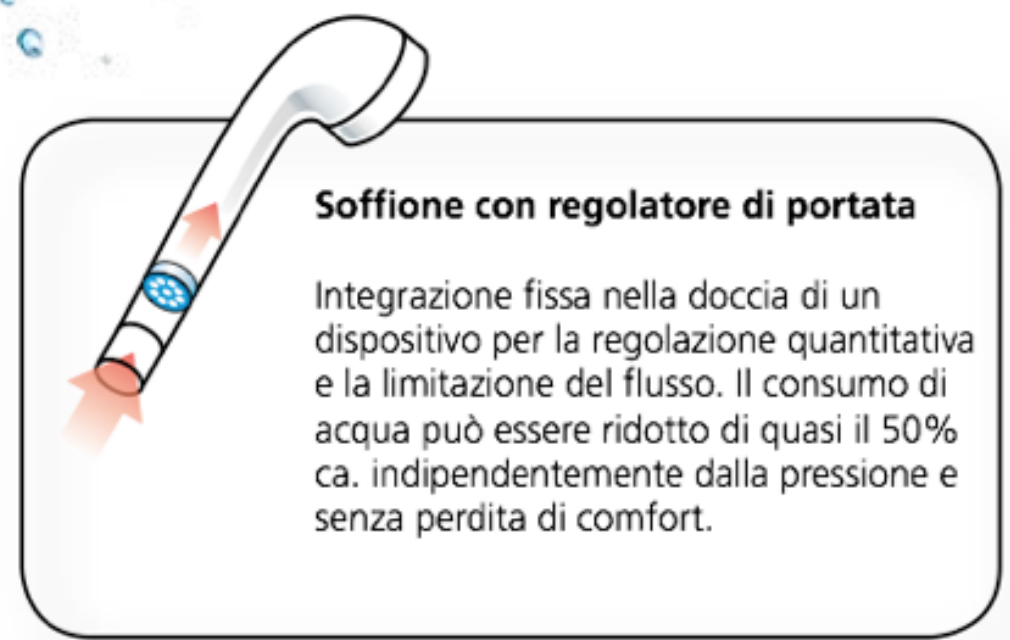 Soffione con regolatore di portata
Integrazione fissa nella doccia di un
dispositivo per la regolazione quantitativa
e la limitazione del flusso. Il consumo di
acqua può essere ridotto di quasi il 50%
ca. indipendentemente dalla pressione e
senza perdita di comfort.